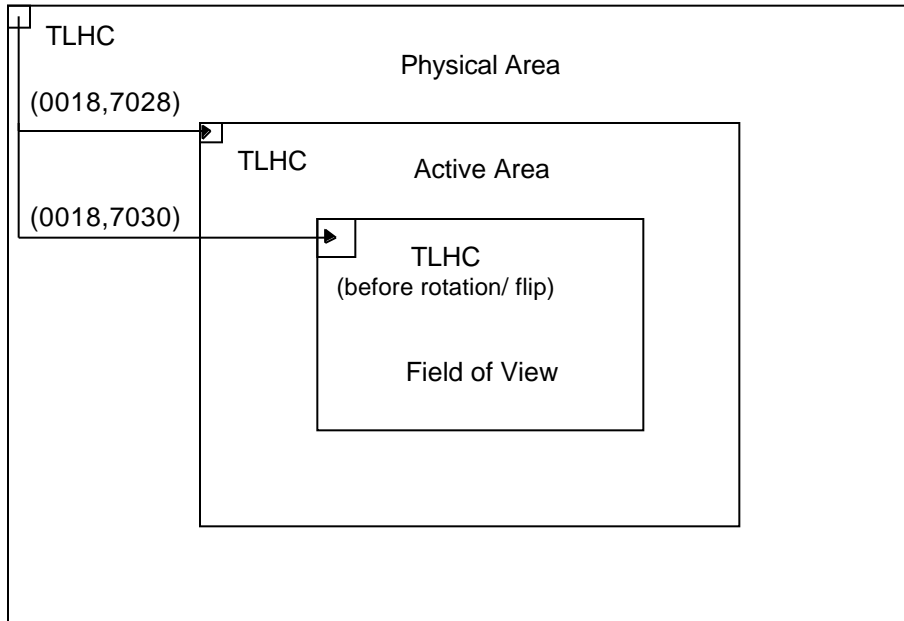 TLHC
Physical Area
(0018,7028)
TLHC
Active Area
(0018,7030)
TLHC
(before rotation/ flip)
Field of View